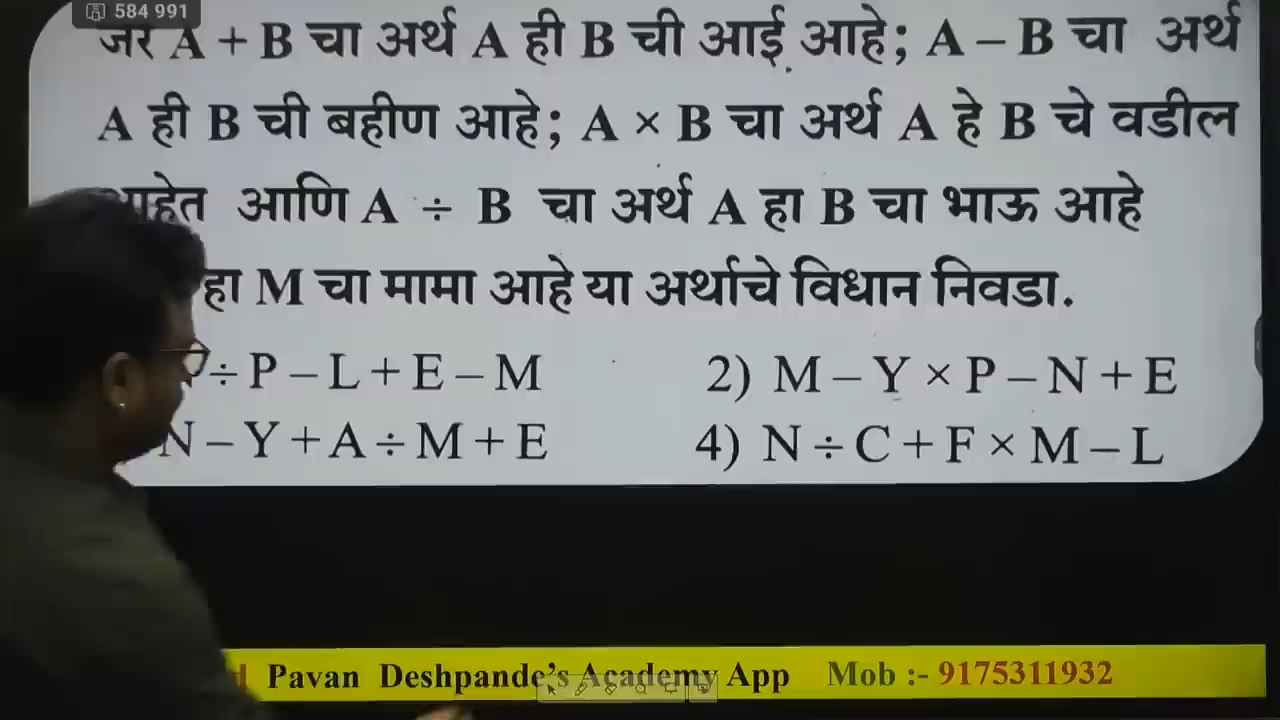 584 991
जर A + B चा अर्थ A ही B ची आई आहे; A – B चा अर्थ
A ही B ची बहीण आहे; A × B चा अर्थ A हे B चे वडील
आहेत आणि A ÷ B चा अर्थ A हा B चा भाऊ आहे
हा M चा मामा आहे या अर्थाचे विधान निवडा.
÷ P – L + E – M
2) M – Y × P – N + E
N – Y + A ÷ M + E
4) N ÷ C + F × M – L
Pavan Deshpande's Academy App Mob :- 9175311932